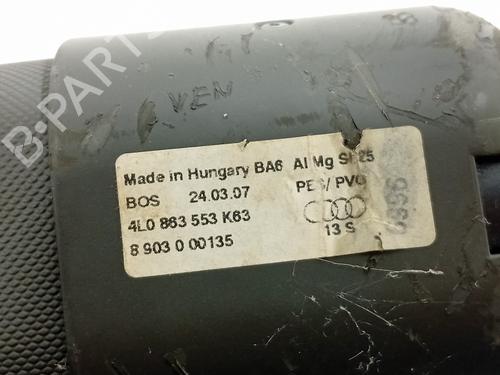 B-PARTS
VEN
Made in Hungary BA6 Al Mg Si 25
BOS 24.03.07 PES/ PVC
4L0 863 553 K63
8 903 0 00135 13 S